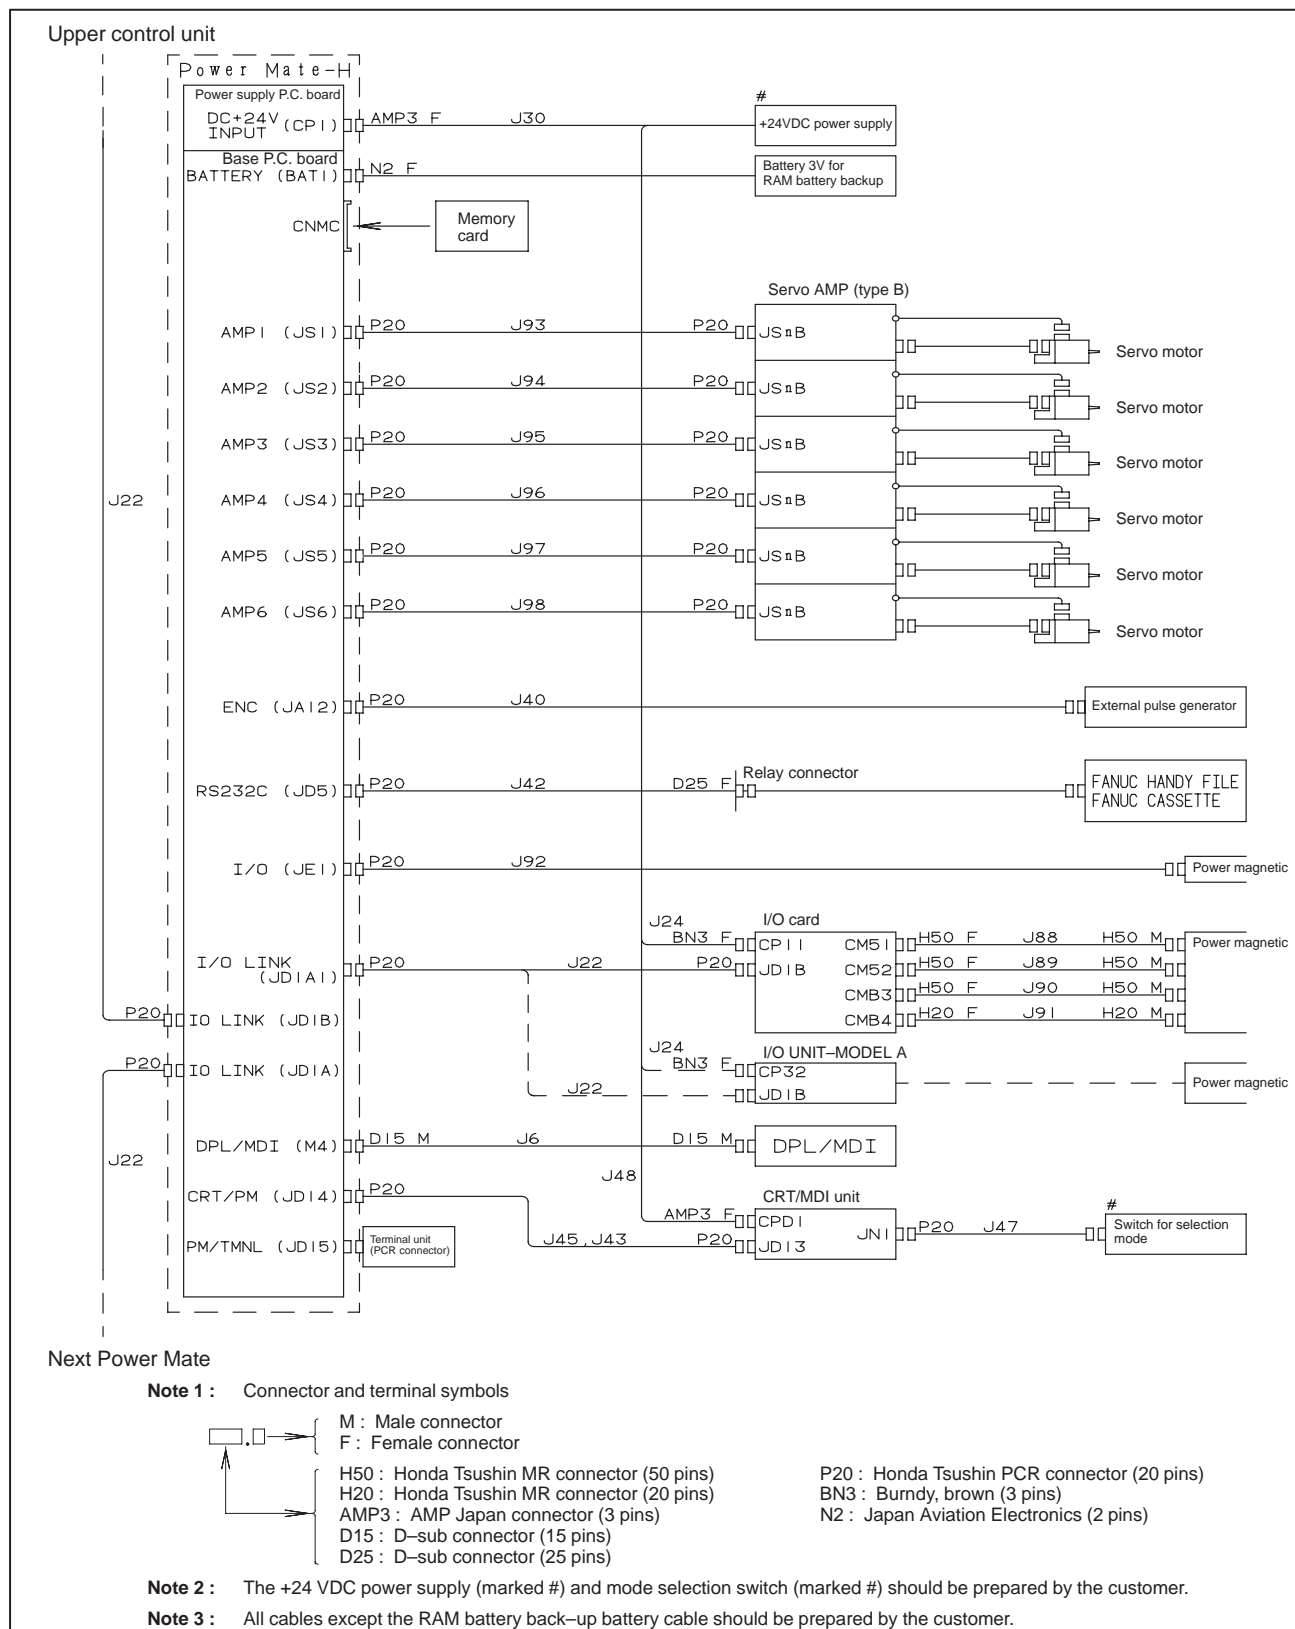 Upper control unit
Power Mate-H
Power supply P.C. board
DC+24V
INPUT (CP1)
AMP3 F J30
#
+24VDC power supply
Base P.C. board
BATTERY (BAT1)
N2 F
Battery 3V for
RAM battery backup
CNMC
Memory
card
Servo AMP (type B)
AMP1 (JS1) P20 J93 P20 JSnB
Servo motor
AMP2 (JS2) P20 J94 P20 JSnB
Servo motor
AMP3 (JS3) P20 J95 P20 JSnB
Servo motor
J22
AMP4 (JS4) P20 J96 P20 JSnB
Servo motor
AMP5 (JS5) P20 J97 P20 JSnB
Servo motor
AMP6 (JS6) P20 J98 P20 JSnB
Servo motor
ENC (JA12) P20 J40 External pulse generator
RS232C (JD5) P20 J42 D25 F
Relay connector
FANUC HANDY FILE
FANUC CASSETTE
I/O (JE1) P20 J92 Power magnetic
I/O card
J24
BN3 F CP11 CM51 H50 F J88 H50 M Power magnetic
I/O LINK
(JD1A1) P20 J22 P20 JD1B CM52 H50 F J89 H50 M
CMB3 H50 F J90 H50 M
P20 IO LINK (JD1B)
CMB4 H20 F J91 H20 M
J24
I/O UNIT–MODEL A
P20 IO LINK (JD1A)
BN3 F CP32
J22 JD1B
Power magnetic
DPL/MDI (M4) D15 M J6 D15 M DPL/MDI
J22
J48
CRT/PM (JD14) P20
CRT/MDI unit
AMP3 F CPD1
JN1 P20 J47
#
Switch for selection
mode
PM/TMNL (JD15)
Terminal unit
(PCR connector)
J45,J43 P20 JD13
Next Power Mate
Note 1 : Connector and terminal symbols
M : Male connector
F : Female connector
H50 : Honda Tsushin MR connector (50 pins)
H20 : Honda Tsushin MR connector (20 pins)
AMP3 : AMP Japan connector (3 pins)
D15 : D–sub connector (15 pins)
D25 : D–sub connector (25 pins)
P20 : Honda Tsushin PCR connector (20 pins)
BN3 : Burndy, brown (3 pins)
N2 : Japan Aviation Electronics (2 pins)
Note 2 : The +24 VDC power supply (marked #) and mode selection switch (marked #) should be prepared by the customer.
Note 3 : All cables except the RAM battery back–up battery cable should be prepared by the customer.